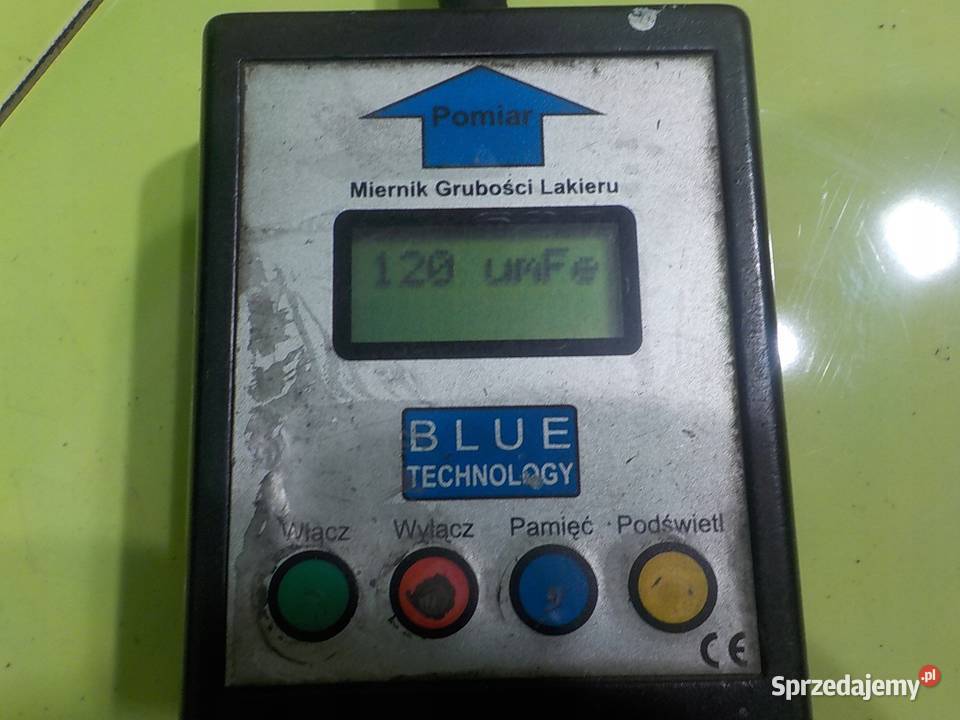 Pomiar
Miernik Grubości Lakieru
120 umFe
BLUE
TECHNOLOGY
Włącz Wyłącz Pamięć Podświetl
CE
Sprzedajemy.pl